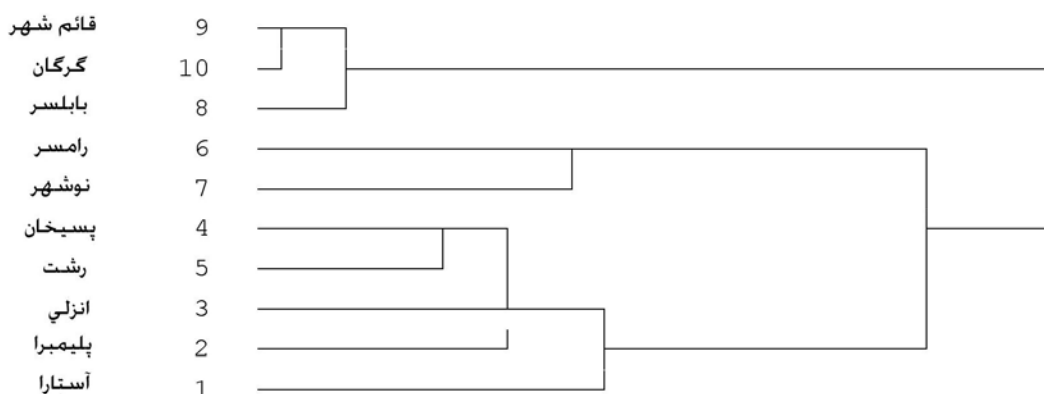 قائم شهر 9
گرگان 10
بابلسر 8
رامسر 6
نوشهر 7
پسيخان 4
رشت 5
انزلي 3
پليمبرا 2
آستارا 1